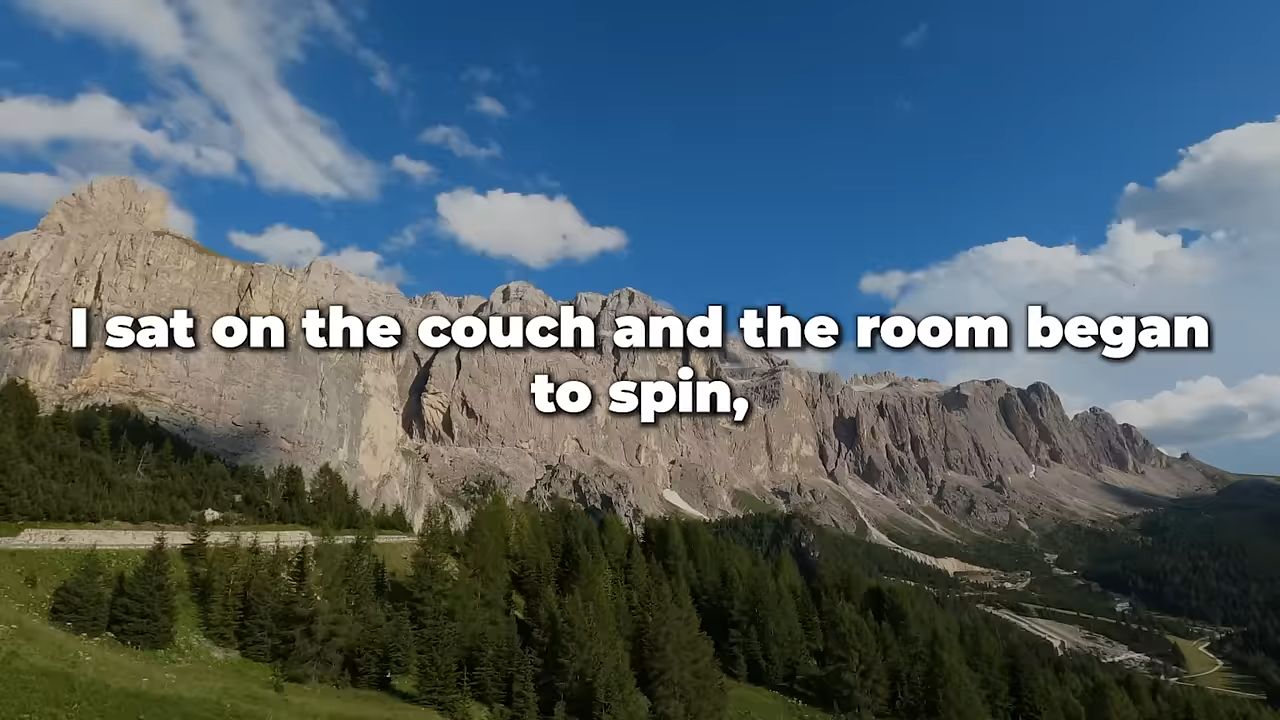 I sat on the couch and the room began
to spin,